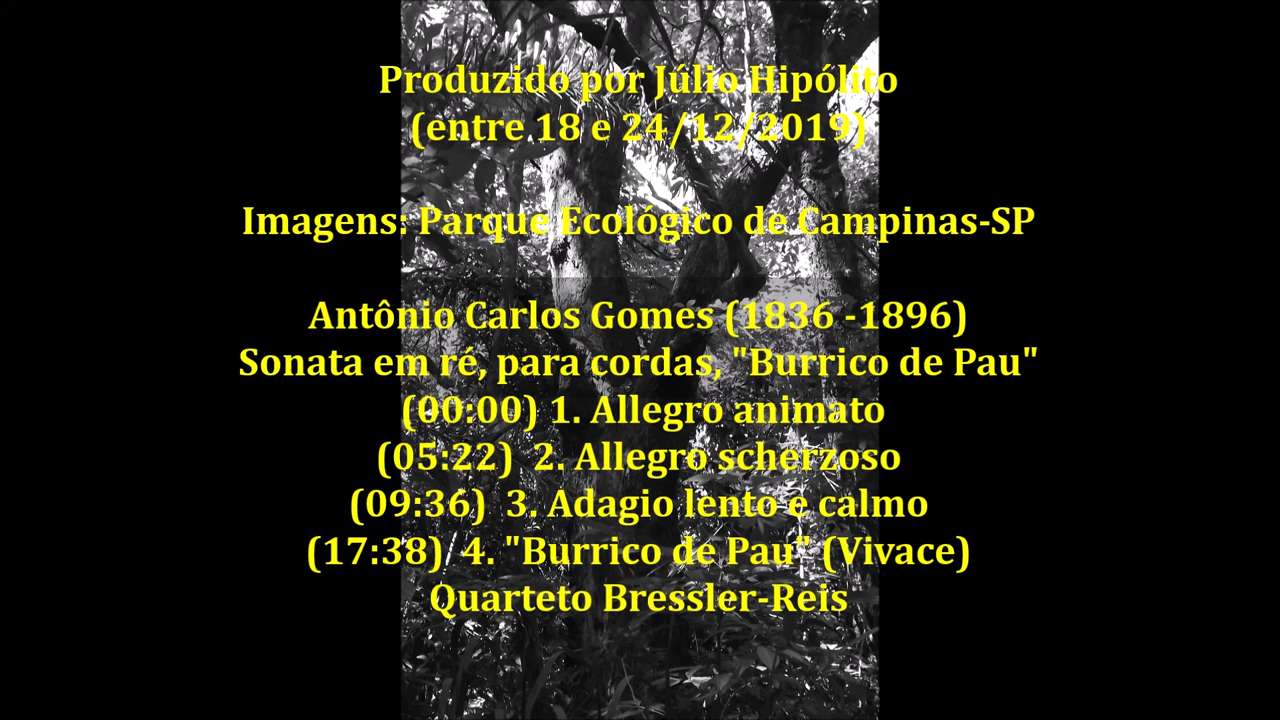 Produzido por Júlio Hipólito
(entre 18 e 24/12/2019)
Imagens: Parque Ecológico de Campinas-SP
Antônio Carlos Gomes (1836 -1896)
Sonata em ré, para cordas, "Burrico de Pau"
(00:00) 1. Allegro animato
(05:22)  2. Allegro scherzoso
(09:36)  3. Adagio lento e calmo
(17:38)  4. "Burrico de Pau" (Vivace)
Quarteto Bressler-Reis